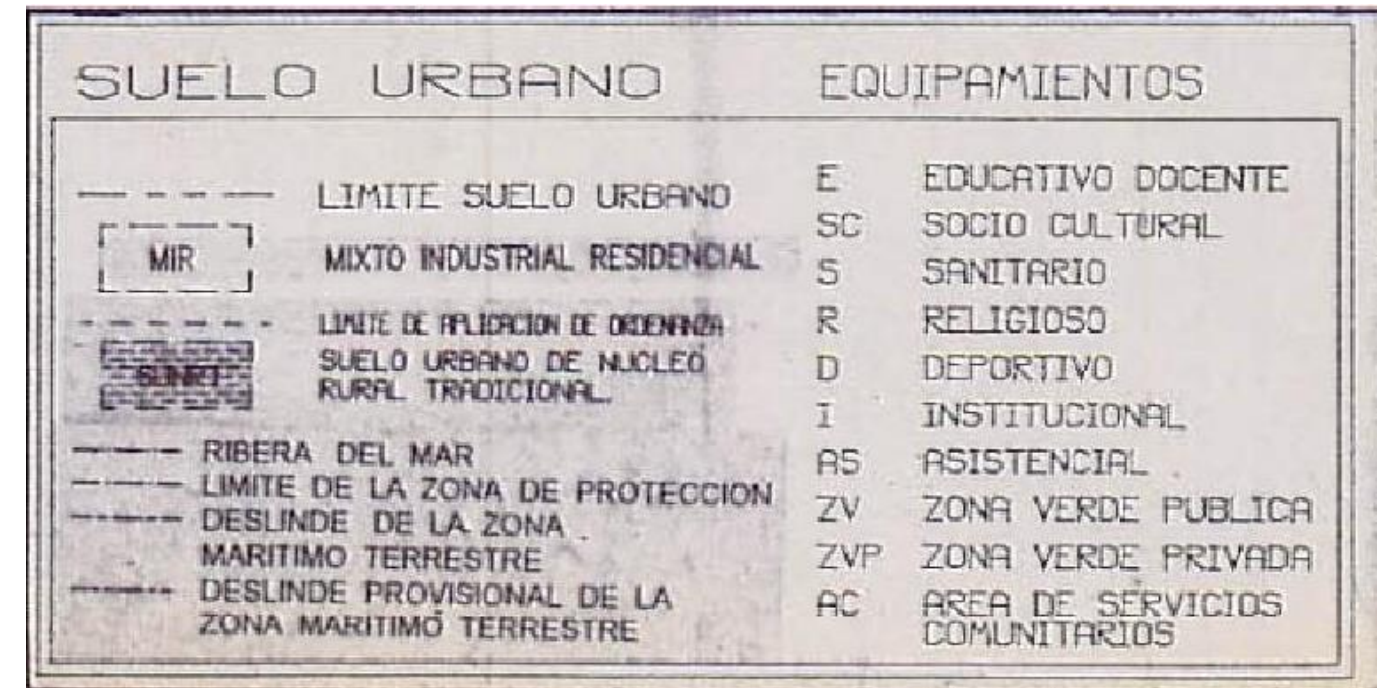 SUELO URBANO
LIMITE SUELO URBANO
MIR
MIXTO INDUSTRIAL RESIDENCIAL
LIMITE DE APLICACION DE ORDENANZA
SUELO URBANO DE NUCLEO
RURAL TRADICIONAL
RIBERA DEL MAR
LIMITE DE LA ZONA DE PROTECCION
DESLINDE DE LA ZONA
MARITIMO TERRESTRE
DESLINDE PROVISIONAL DE LA
ZONA MARITIMO TERRESTRE
EQUIPAMIENTOS
E EDUCATIVO DOCENTE
SC SOCIO CULTURAL
S SANITARIO
R RELIGIOSO
D DEPORTIVO
I INSTITUCIONAL
AS ASISTENCIAL
ZV ZONA VERDE PUBLICA
ZVP ZONA VERDE PRIVADA
AC AREA DE SERVICIOS
COMUNITARIOS